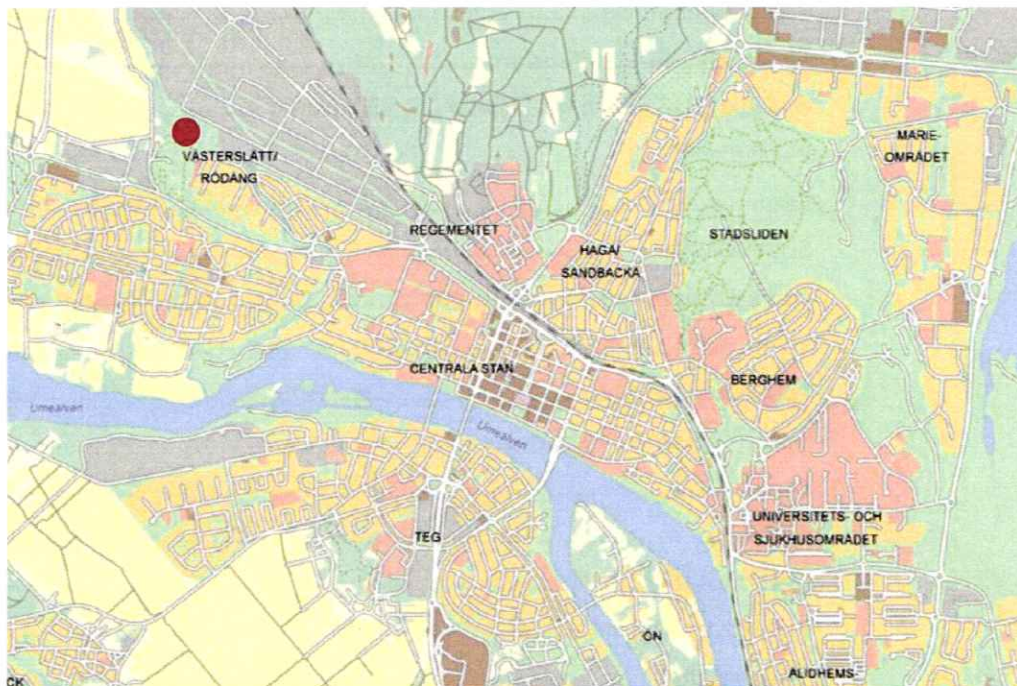 MARIE-
OMRÅDET
VÄSTERSLÄTT/
RÖDÄNG
REGEMENTET
STADSLIDEN
HAGA/
SANDBACKA
CENTRALA STAN
BERGHEM
Umeälven
Umeälven
UNIVERSITETS- OCH
SJUKHUSOMRÅDET
TEG
ÖN
ÅLIDHEMS-
CK